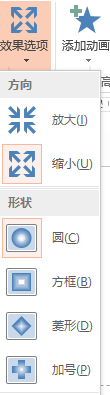 效果选项
添加动画
方向
放大(I)
缩小(U)
形状
圆(C)
方框(B)
菱形(D)
加号(P)